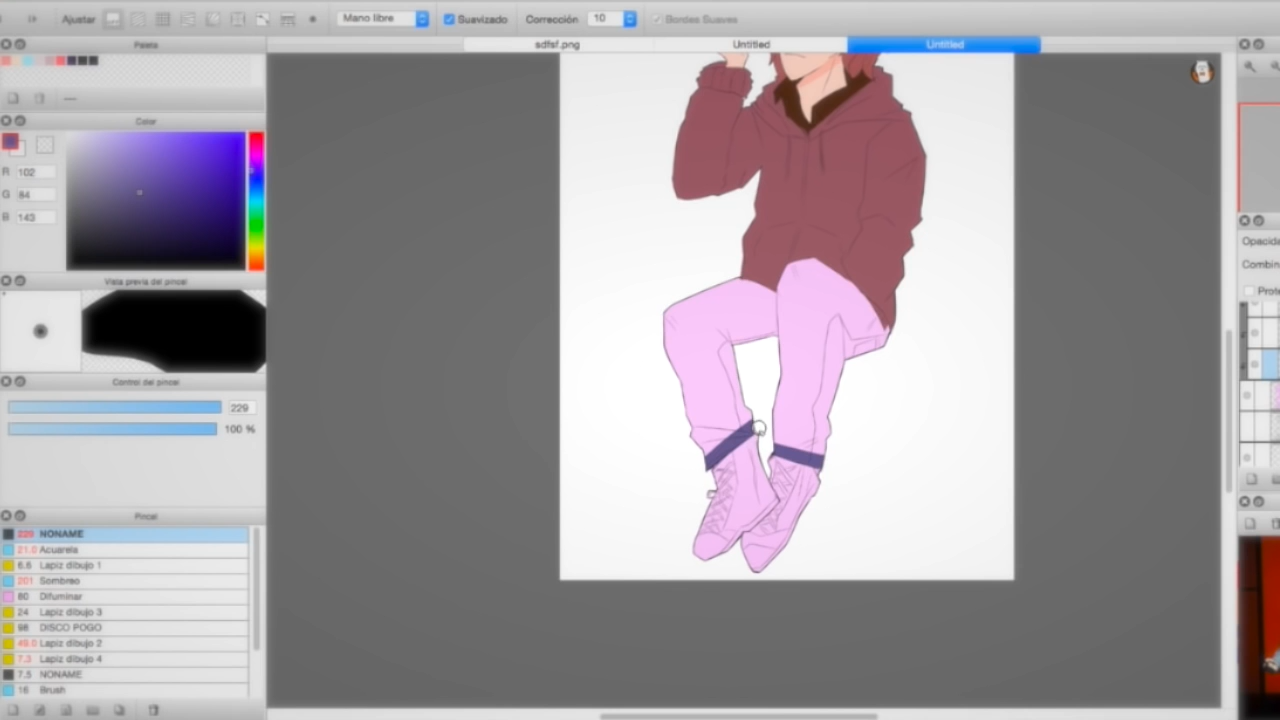 Ajustar
Mano libre
Suavizado
Corrección
10
Bordes Suaves
sdfsf.png
Untitled
Untitled
Paleta
Color
R 102
G 84
B 143
Vista previa del pincel
Control del pincel
229
100 %
Pincel
229 NONAME
21.0 Acuarela
6.6 Lapiz dibujo 1
201 Sombreo
80 Difuminar
24 Lapiz dibujo 3
98 DISCO POGO
49.0 Lapiz dibujo 2
7.3 Lapiz dibujo 4
7.5 NONAME
16 Brush
Opacida
Combin
Prote